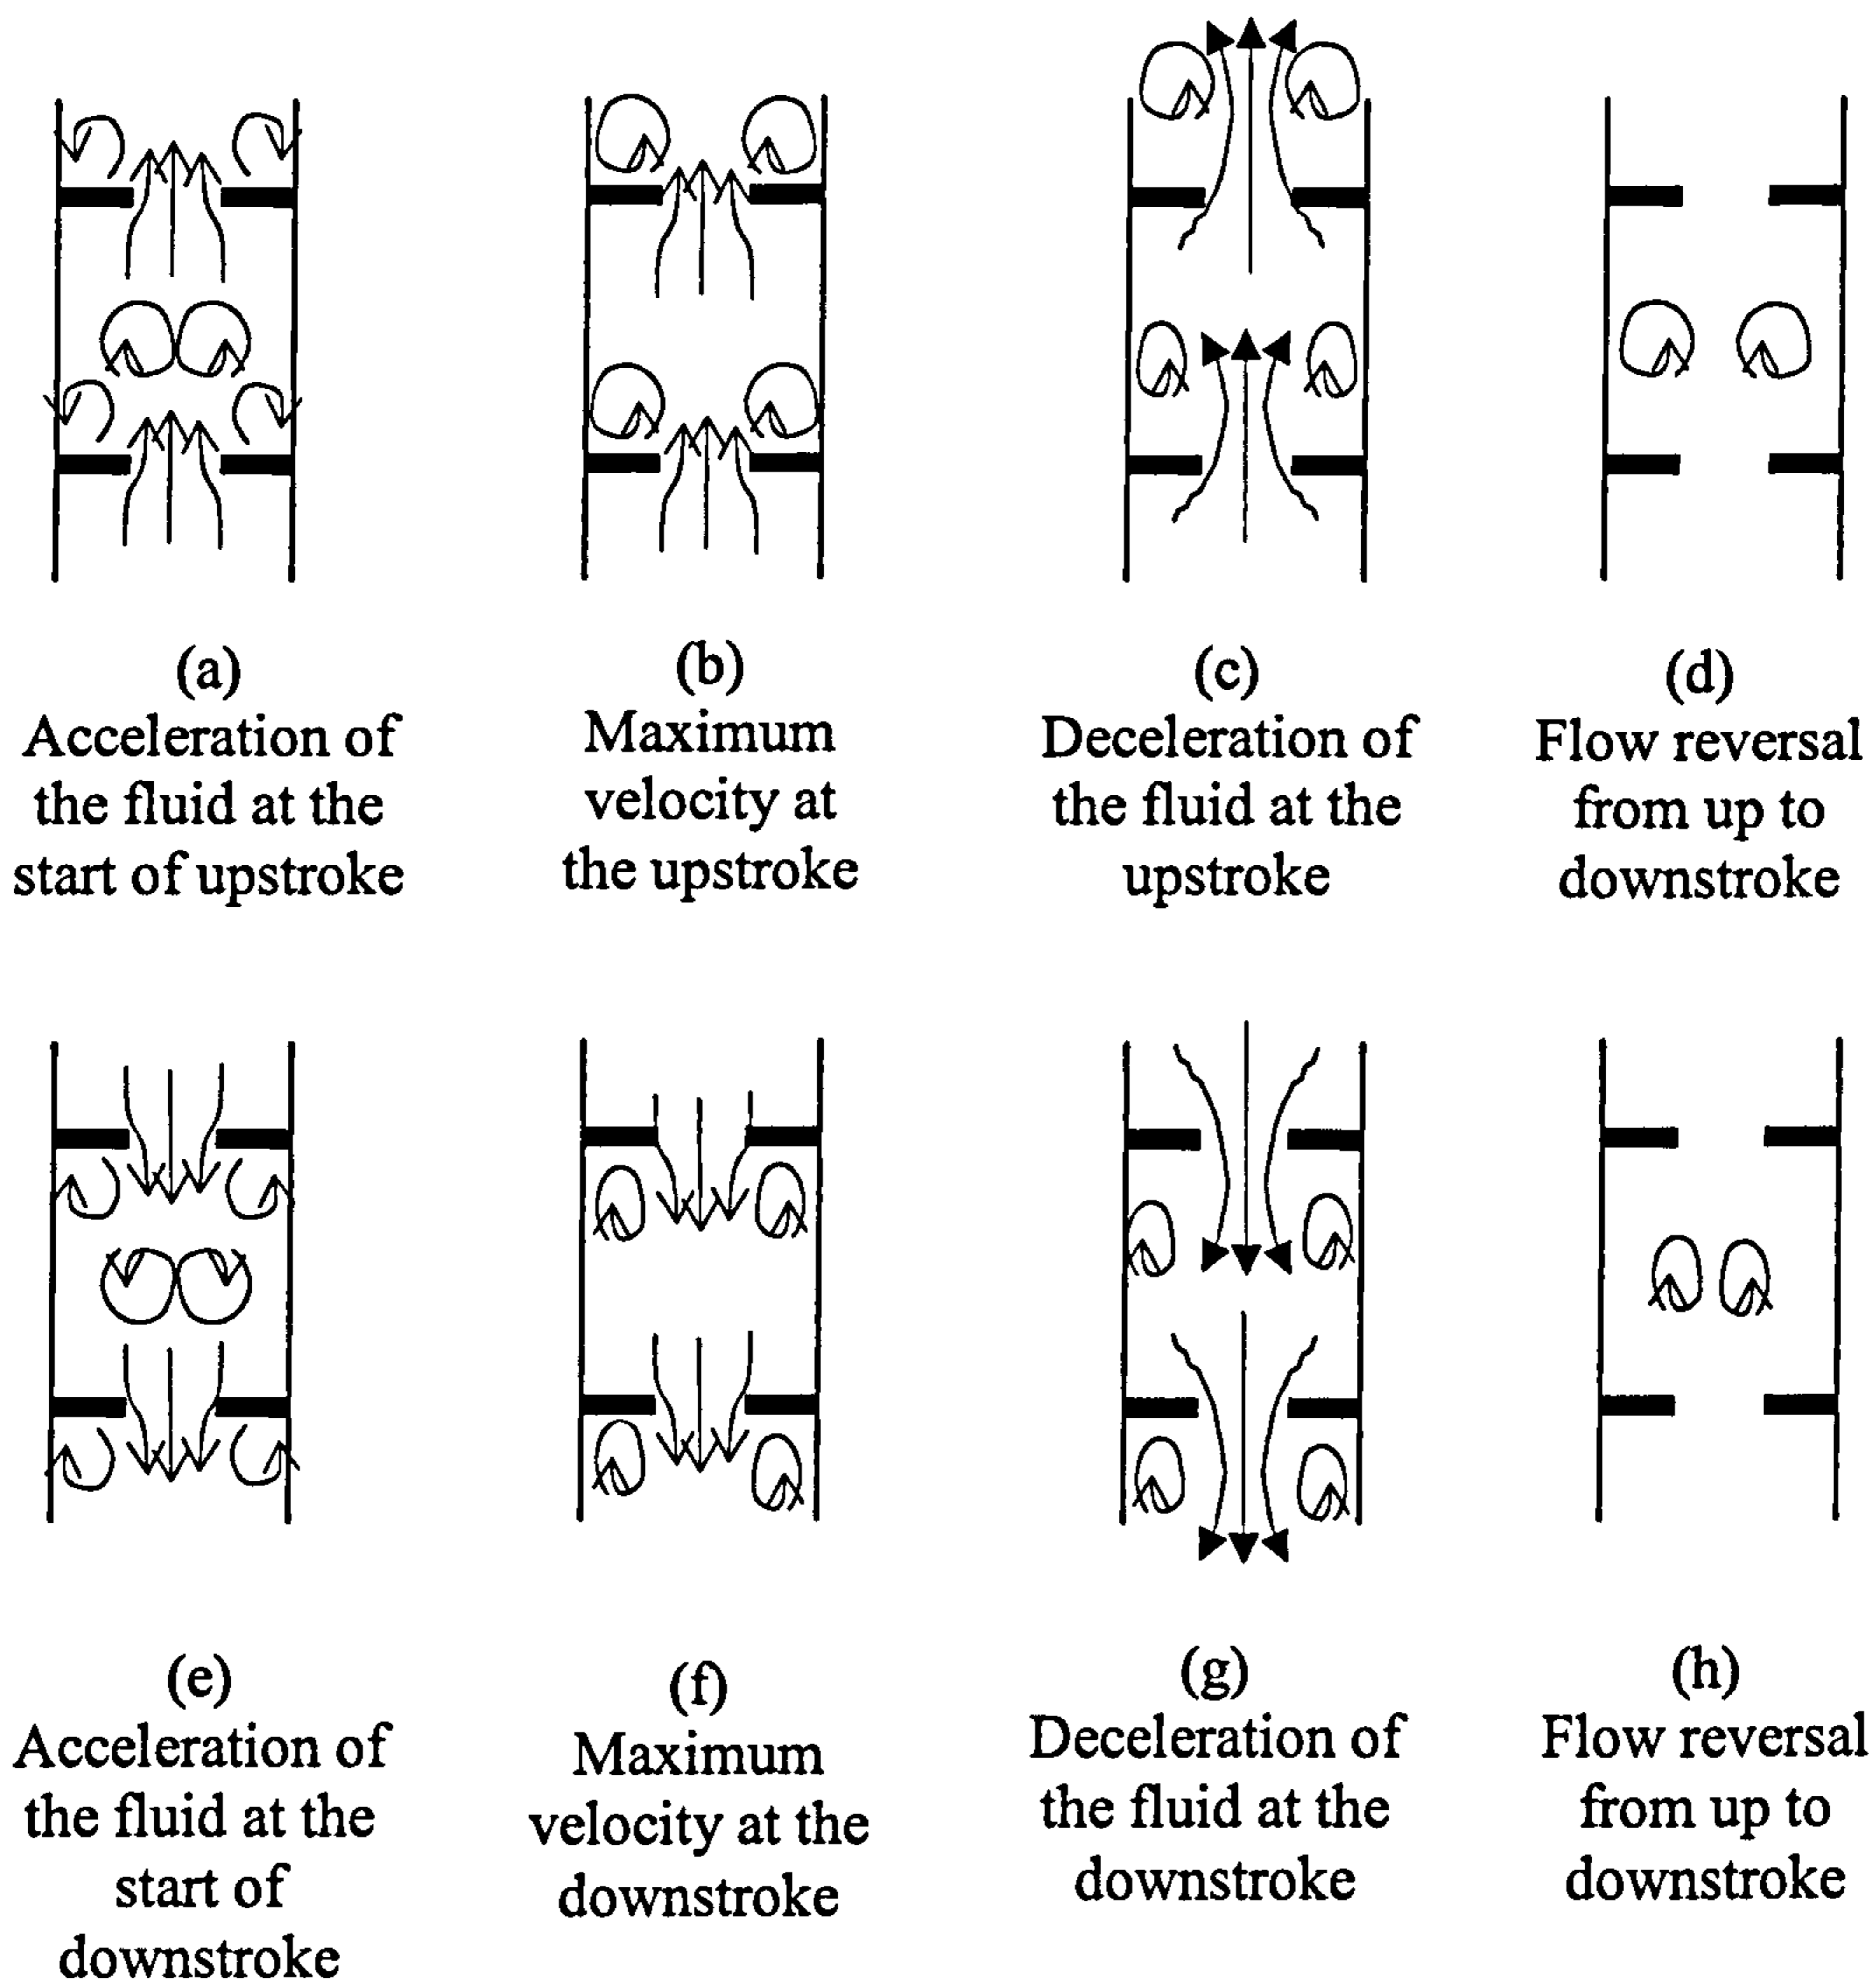 (a)
Acceleration of
the fluid at the
start of upstroke
(b)
Maximum
velocity at
the upstroke
(c)
Deceleration of
the fluid at the
upstroke
(d)
Flow reversal
from up to
downstroke
(e)
Acceleration of
the fluid at the
start of
downstroke
(f)
Maximum
velocity at the
downstroke
(g)
Deceleration of
the fluid at the
downstroke
(h)
Flow reversal
from up to
downstroke